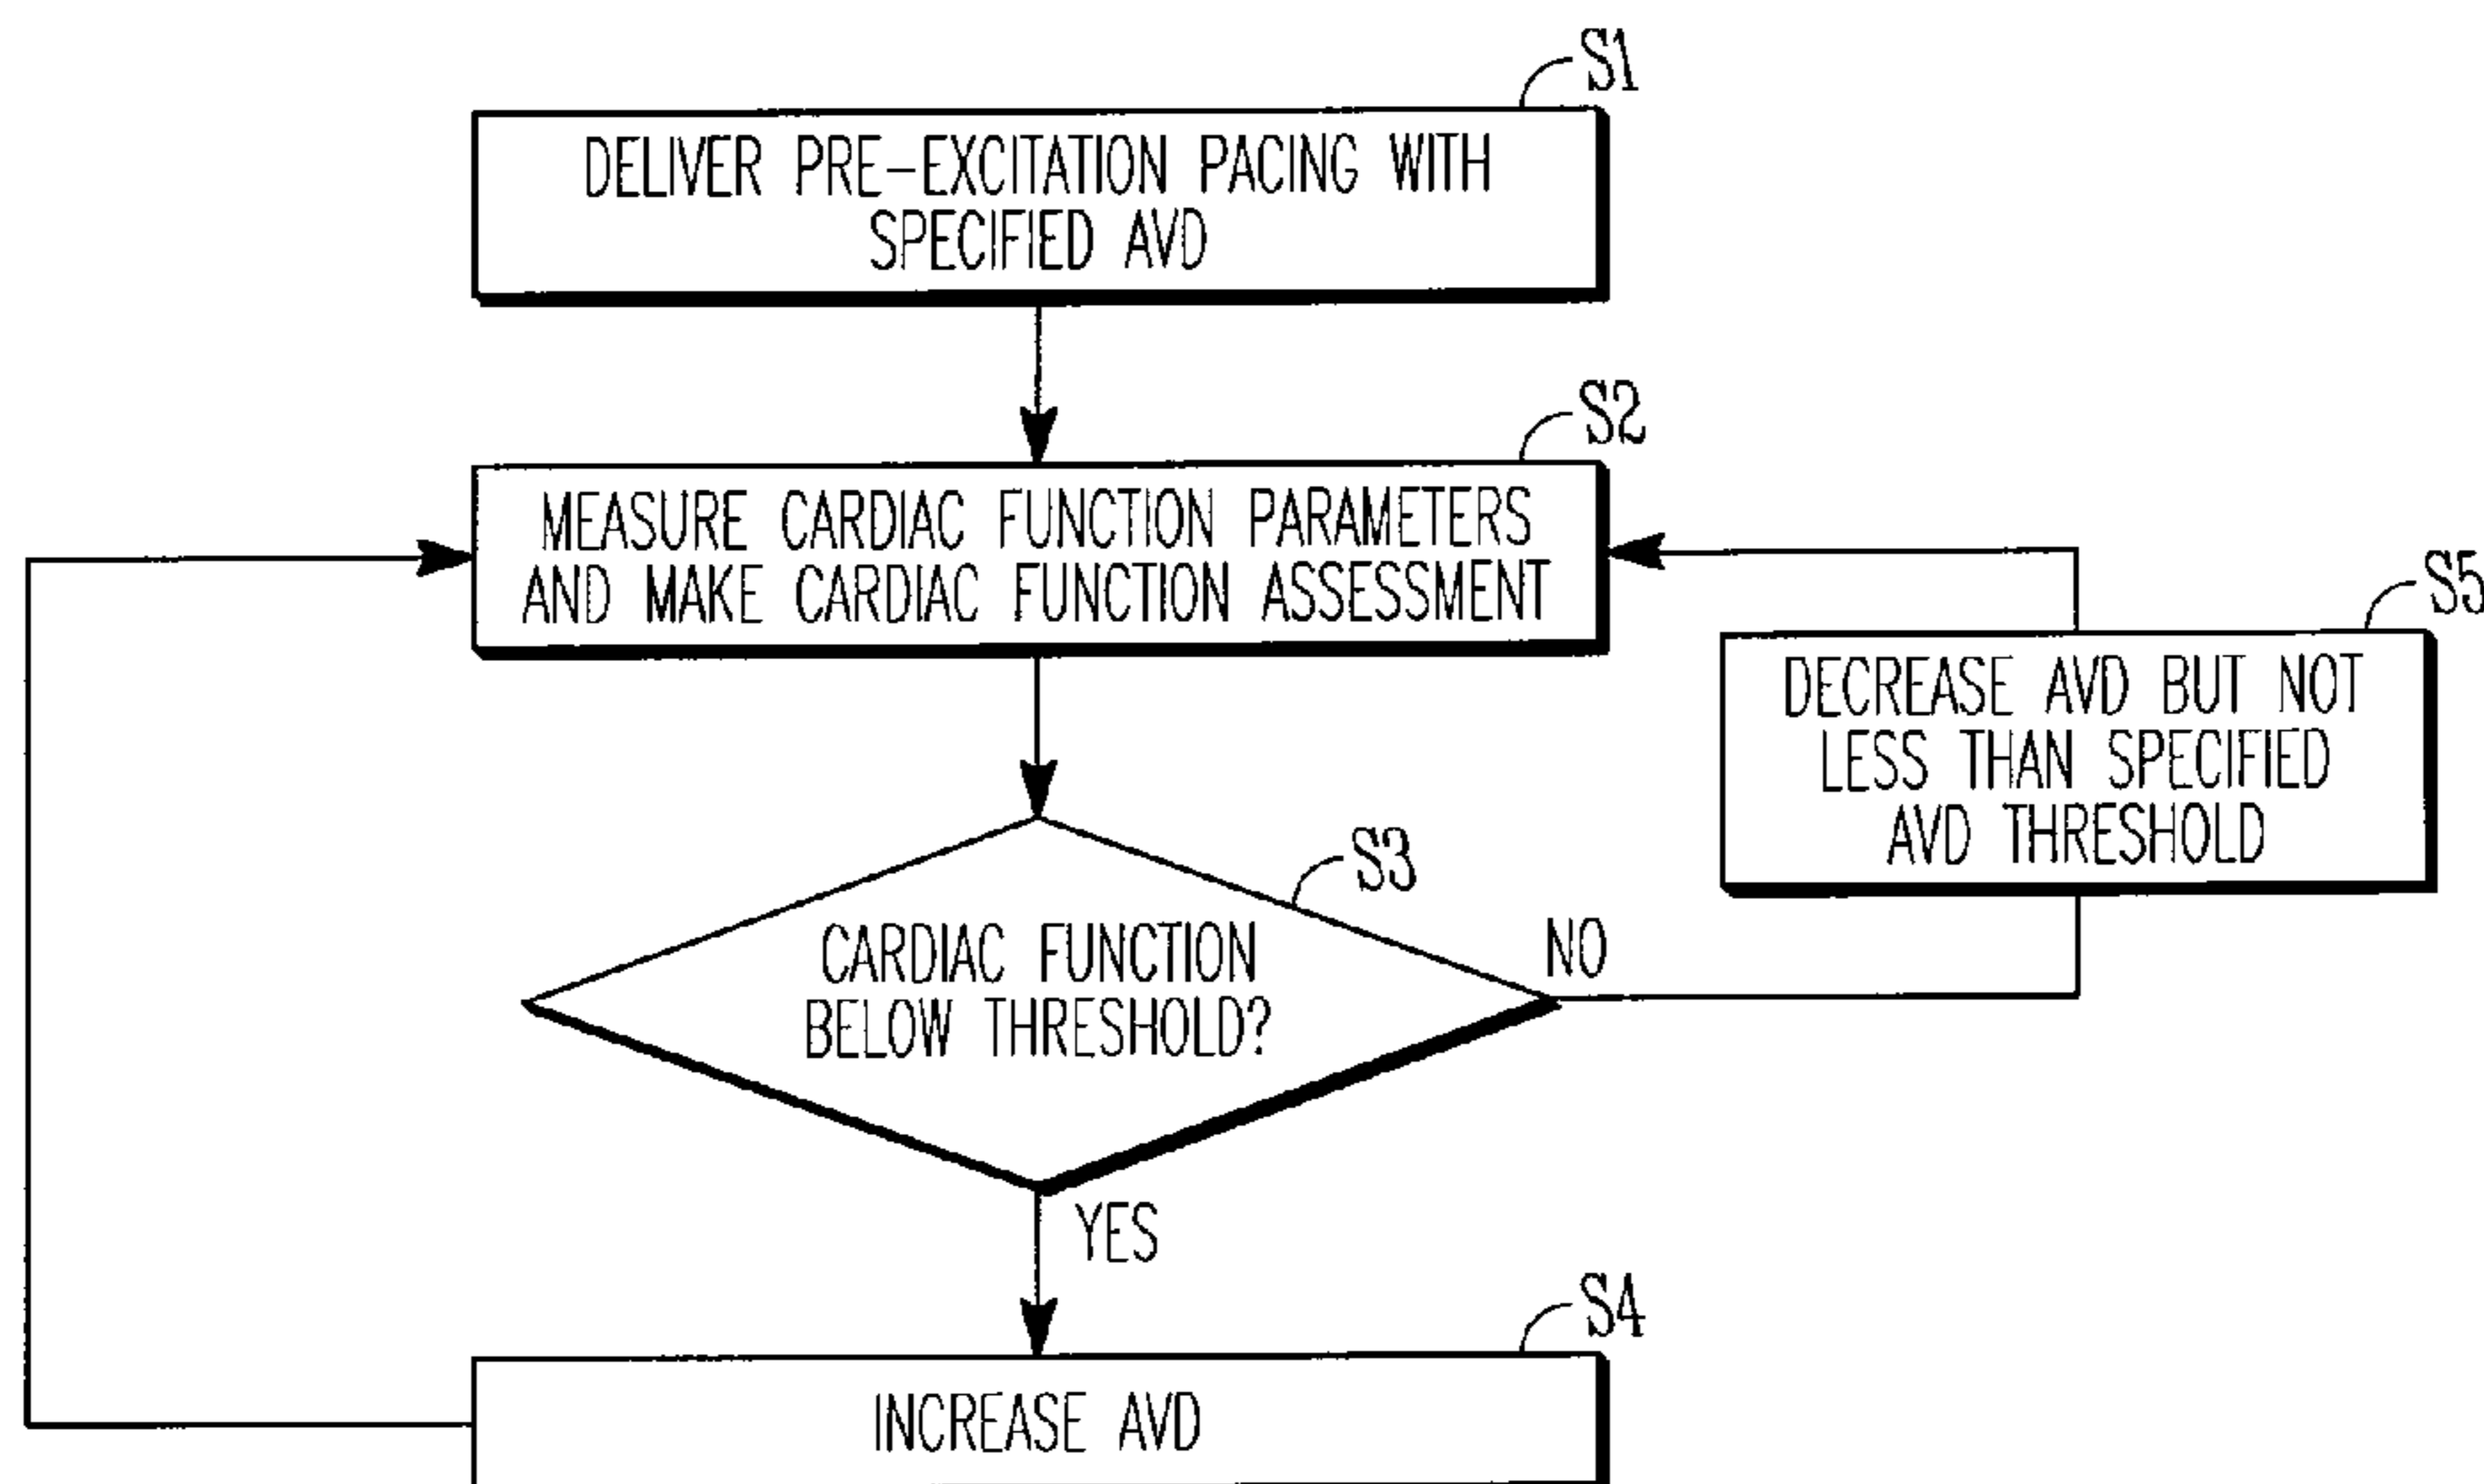 S1
DELIVER PRE-EXCITATION PACING WITH
SPECIFIED AVD
S2
MEASURE CARDIAC FUNCTION PARAMETERS
AND MAKE CARDIAC FUNCTION ASSESSMENT
S5
DECREASE AVD BUT NOT
LESS THAN SPECIFIED
AVD THRESHOLD
S3
CARDIAC FUNCTION
BELOW THRESHOLD?
NO
YES
S4
INCREASE AVD